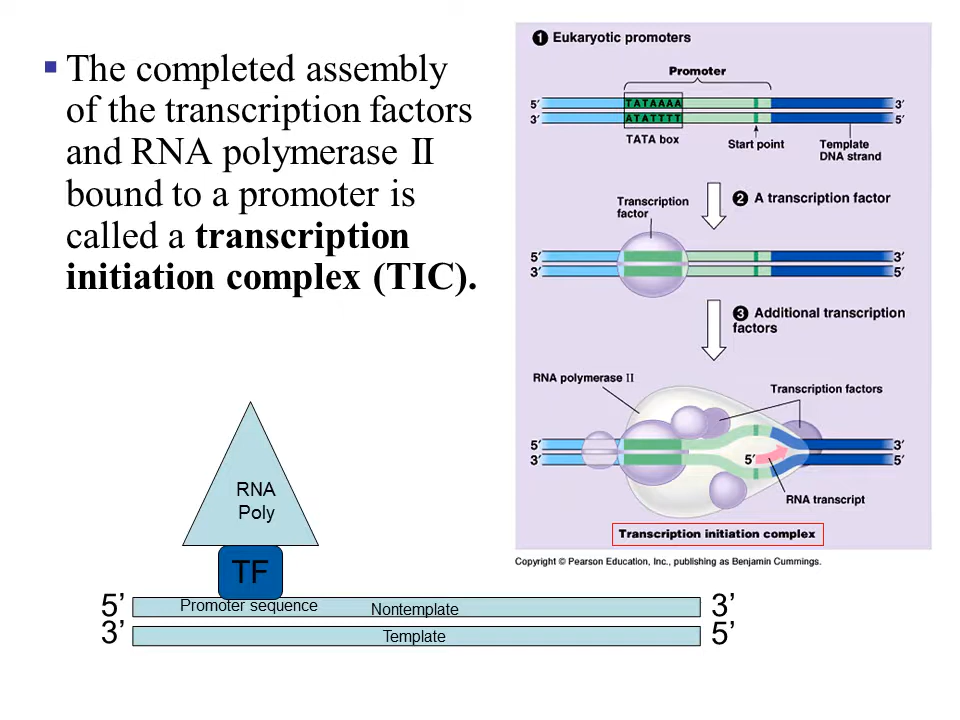 The completed assembly
of the transcription factors
and RNA polymerase II
bound to a promoter is
called a transcription
initiation complex (TIC).
1 Eukaryotic promoters
Promoter
5′ TATAAAA 3′
3′ ATATTTT 5′
TATA box
Start point
Template
DNA strand
2 A transcription factor
Transcription
factor
5′ 3′
3′ 5′
3 Additional transcription
factors
RNA polymerase II
Transcription factors
5′ 3′
3′ 5′ 5′
RNA transcript
Transcription initiation complex
Copyright © Pearson Education, Inc., publishing as Benjamin Cummings.
RNA
Poly
TF
5’ Promoter sequence Nontemplate 3’
3’ Template 5’